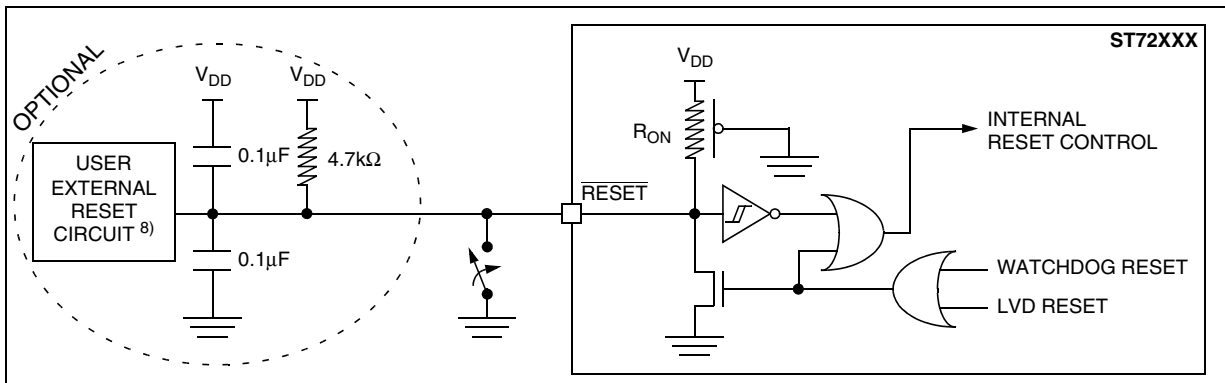 ST72XXX
OPTIONAL
V_DD
V_DD
V_DD
0.1μF
4.7kΩ
R_ON
USER
EXTERNAL
RESET
CIRCUIT 8)
0.1μF
RESET
INTERNAL
RESET CONTROL
WATCHDOG RESET
LVD RESET